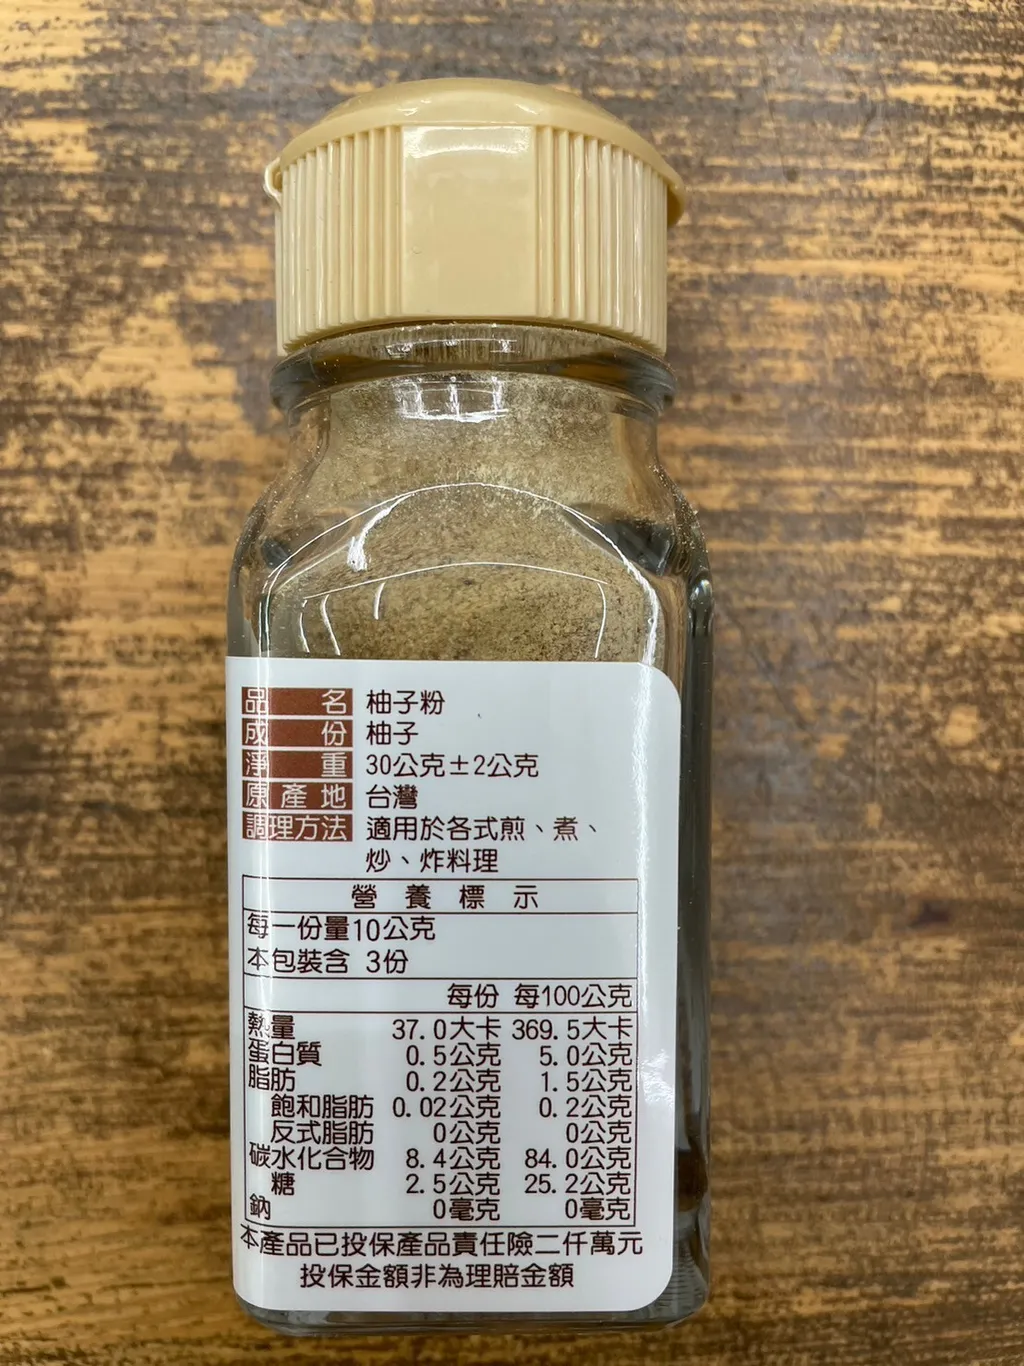 品名 柚子粉
成份 柚子
淨重 30公克±2公克
原產地 台灣
調理方法 適用於各式煎、煮、
炒、炸料理
營養標示
每一份量10公克
本包裝含 3份
每份 每100公克
熱量 37.0大卡 369.5大卡
蛋白質 0.5公克 5.0公克
脂肪 0.2公克 1.5公克
飽和脂肪 0.02公克 0.2公克
反式脂肪 0公克 0公克
碳水化合物 8.4公克 84.0公克
糖 2.5公克 25.2公克
鈉 0毫克 0毫克
本產品已投保產品責任險二仟萬元
投保金額非為理賠金額